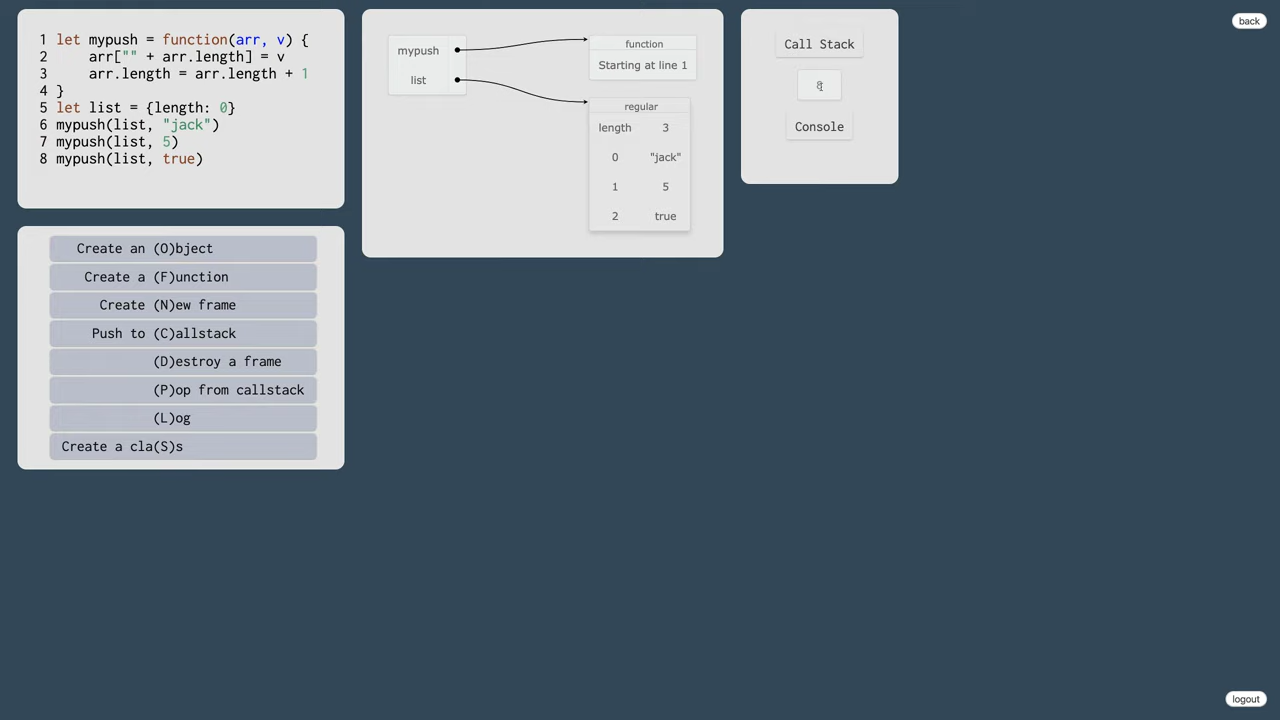 1 let mypush = function(arr, v) {
2     arr["" + arr.length] = v
3     arr.length = arr.length + 1
4 }
5 let list = {length: 0}
6 mypush(list, "jack")
7 mypush(list, 5)
8 mypush(list, true)
Create an (O)bject
Create a (F)unction
Create (N)ew frame
Push to (C)allstack
(D)estroy a frame
(P)op from callstack
(L)og
Create a cla(S)s
mypush
list
function
Starting at line 1
regular
length 3
0 "jack"
1 5
2 true
Call Stack
Console
back
logout